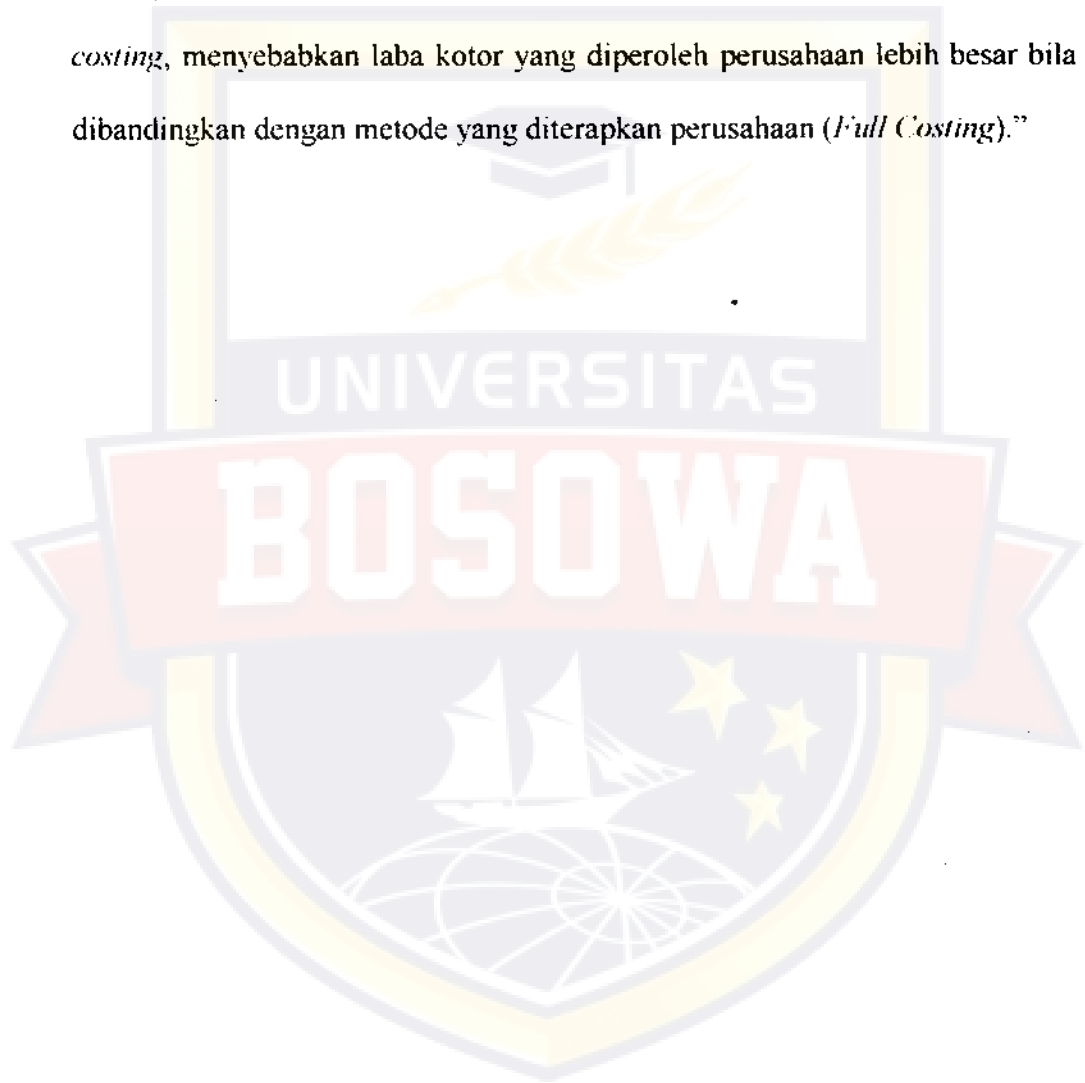 costing, menyebabkan laba kotor yang diperoleh perusahaan lebih besar bila
dibandingkan dengan metode yang diterapkan perusahaan (Full Costing).”
UNIVERSITAS
BOSOWA